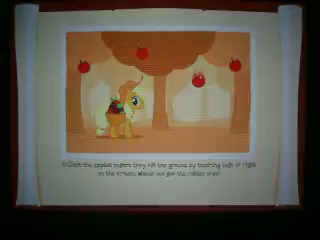 Collect the apples before they hit the ground by touching left or right
on the screen. Watch out for the rotten ones!